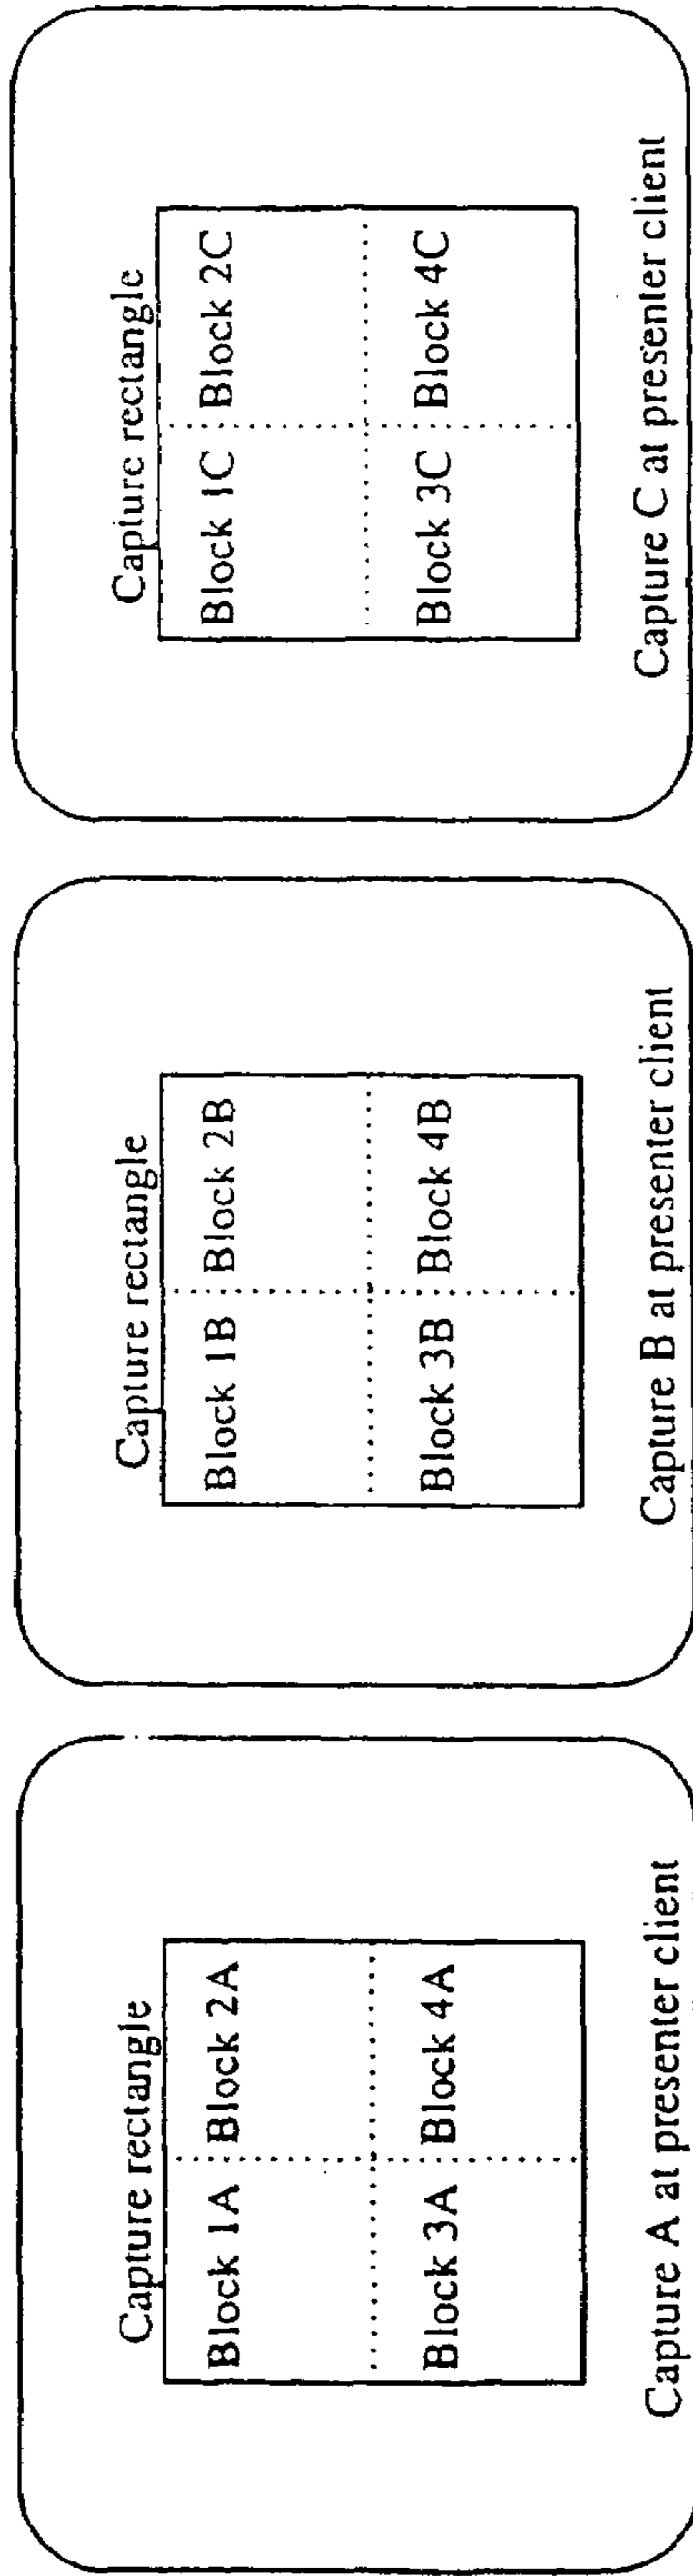 Capture rectangle
Block 1A Block 2A
Block 3A Block 4A
Capture A at presenter client
Capture rectangle
Block 1B Block 2B
Block 3B Block 4B
Capture B at presenter client
Capture rectangle
Block 1C Block 2C
Block 3C Block 4C
Capture C at presenter client